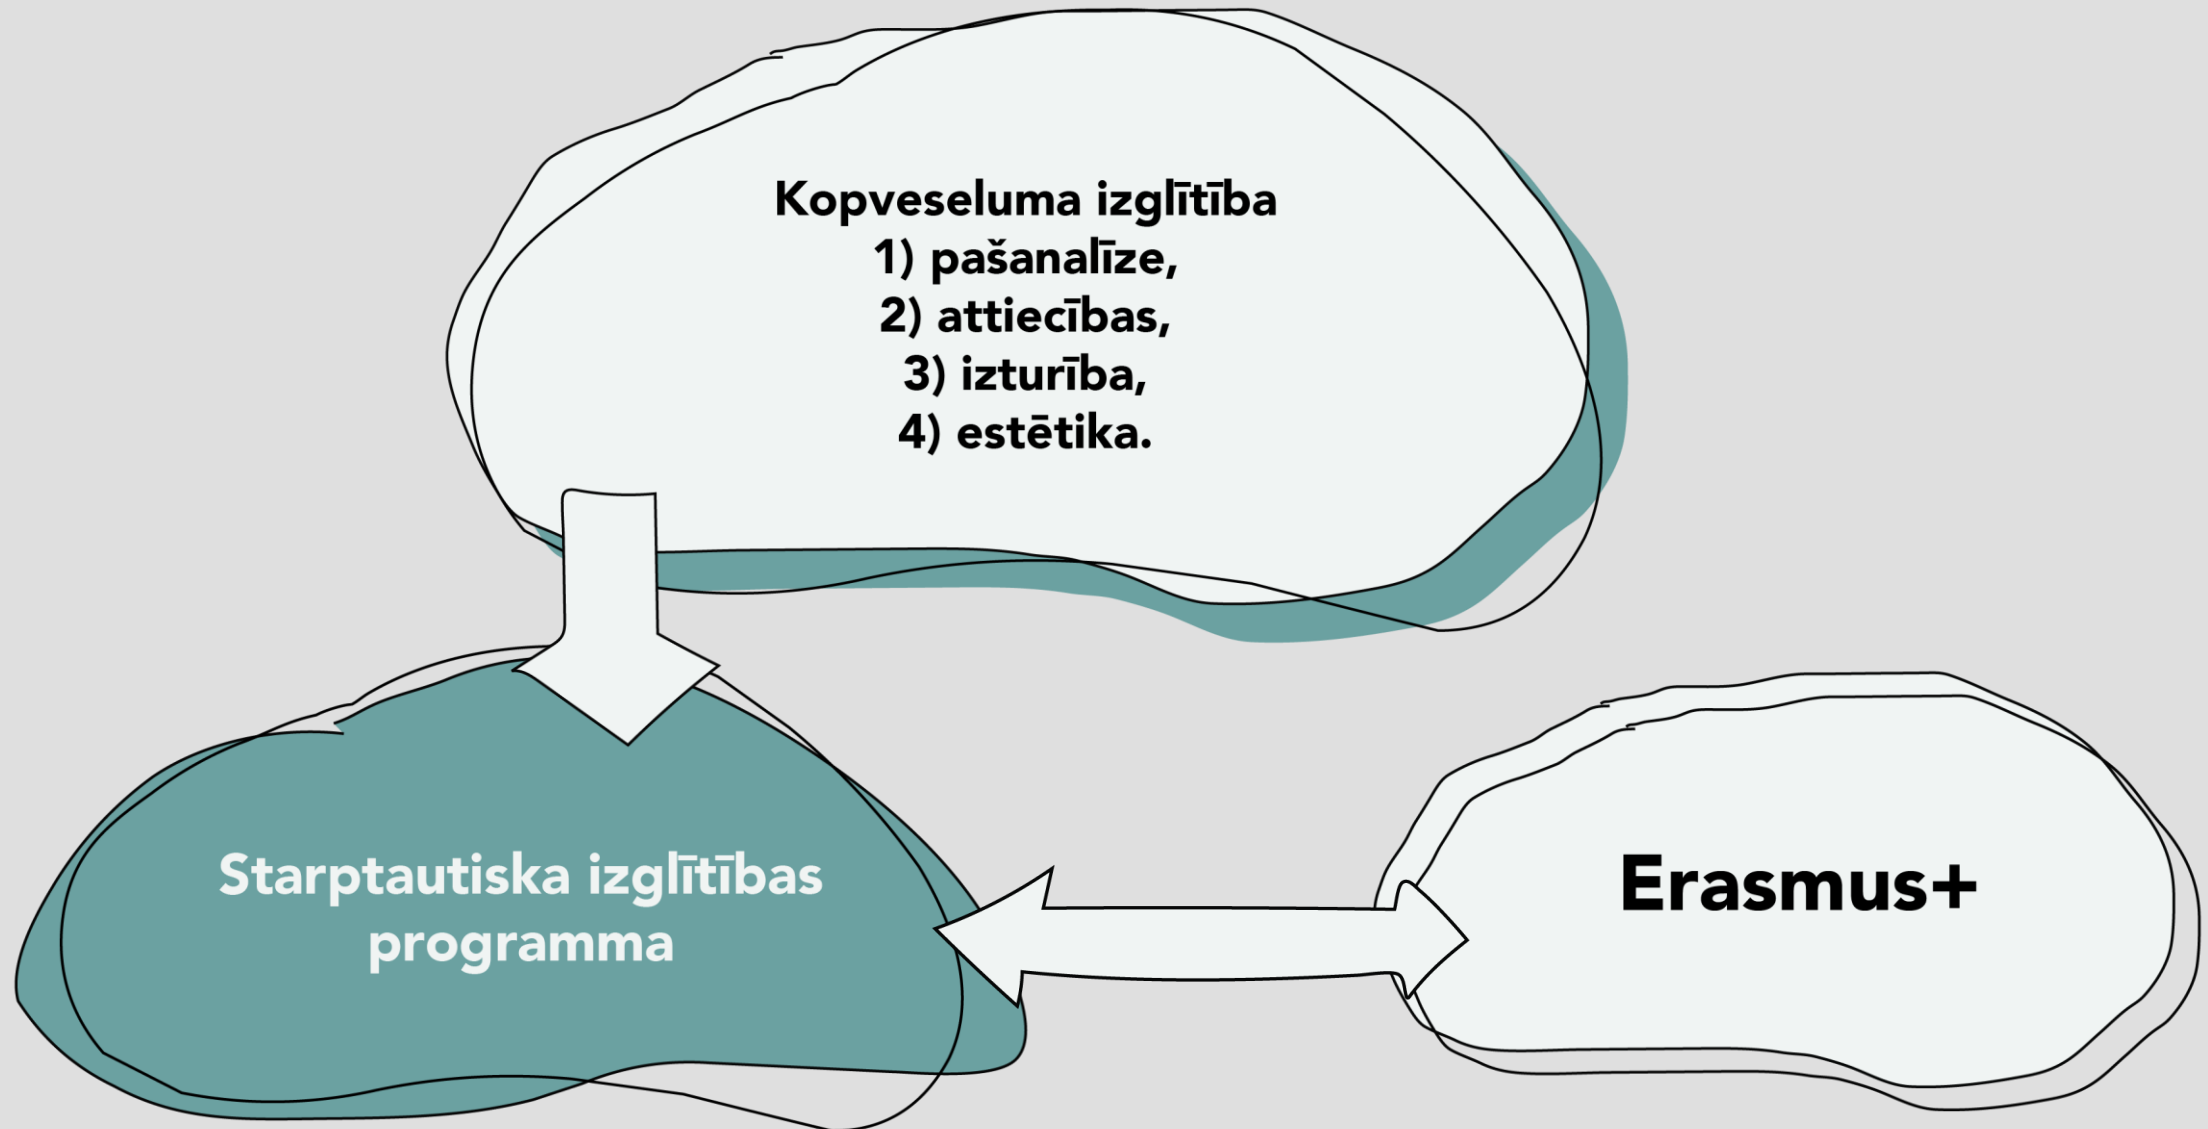 Kopveseluma izglītība
1) pašanalīze,
2) attiecības,
3) izturība,
4) estētika.
Starptautiska izglītības
programma
Erasmus+